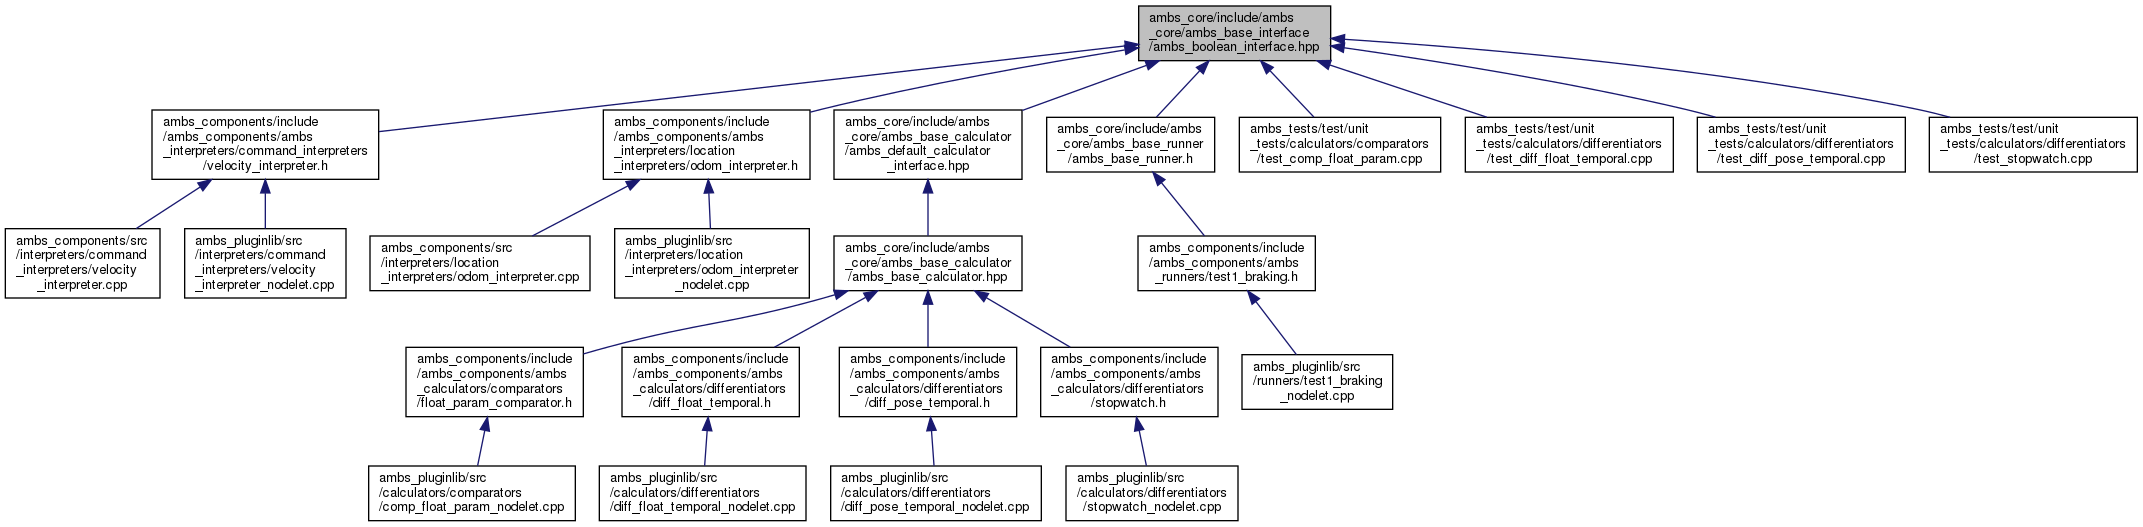 ambs_core/include/ambs
_core/ambs_base_interface
/ambs_boolean_interface.hpp
ambs_components/include
/ambs_components/ambs
_interpreters/command_interpreters
/velocity_interpreter.h
ambs_components/include
/ambs_components/ambs
_interpreters/location
_interpreters/odom_interpreter.h
ambs_core/include/ambs
_core/ambs_base_calculator
/ambs_default_calculator
_interface.hpp
ambs_core/include/ambs
_core/ambs_base_runner
/ambs_base_runner.h
ambs_tests/test/unit
_tests/calculators/comparators
/test_comp_float_param.cpp
ambs_tests/test/unit
_tests/calculators/differentiators
/test_diff_float_temporal.cpp
ambs_tests/test/unit
_tests/calculators/differentiators
/test_diff_pose_temporal.cpp
ambs_tests/test/unit
_tests/calculators/differentiators
/test_stopwatch.cpp
ambs_components/src
/interpreters/command
_interpreters/velocity
_interpreter.cpp
ambs_pluginlib/src
/interpreters/command
_interpreters/velocity
_interpreter_nodelet.cpp
ambs_components/src
/interpreters/location
_interpreters/odom_interpreter.cpp
ambs_pluginlib/src
/interpreters/location
_interpreters/odom_interpreter
_nodelet.cpp
ambs_core/include/ambs
_core/ambs_base_calculator
/ambs_base_calculator.hpp
ambs_components/include
/ambs_components/ambs
_runners/test1_braking.h
ambs_components/include
/ambs_components/ambs
_calculators/comparators
/float_param_comparator.h
ambs_components/include
/ambs_components/ambs
_calculators/differentiators
/diff_float_temporal.h
ambs_components/include
/ambs_components/ambs
_calculators/differentiators
/diff_pose_temporal.h
ambs_components/include
/ambs_components/ambs
_calculators/differentiators
/stopwatch.h
ambs_pluginlib/src
/runners/test1_braking
_nodelet.cpp
ambs_pluginlib/src
/calculators/comparators
/comp_float_param_nodelet.cpp
ambs_pluginlib/src
/calculators/differentiators
/diff_float_temporal_nodelet.cpp
ambs_pluginlib/src
/calculators/differentiators
/diff_pose_temporal_nodelet.cpp
ambs_pluginlib/src
/calculators/differentiators
/stopwatch_nodelet.cpp